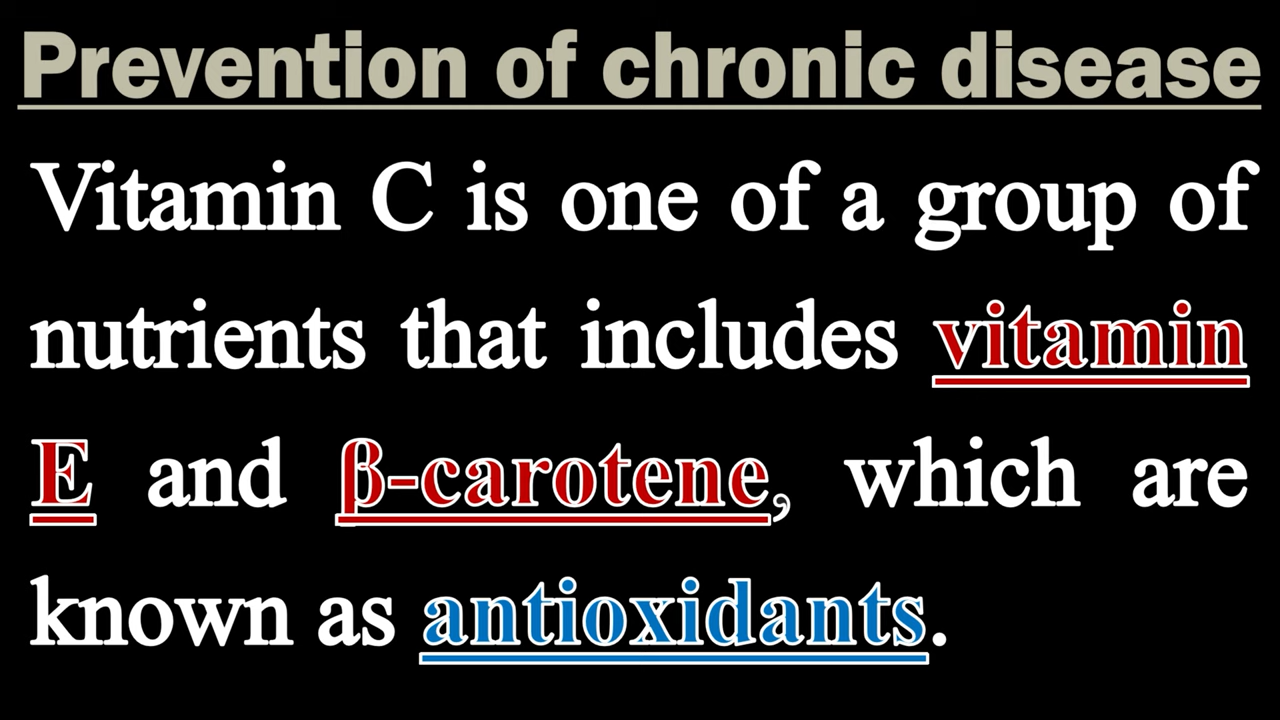 Prevention of chronic disease
Vitamin C is one of a group of
nutrients that includes vitamin
E and β-carotene, which are
known as antioxidants.